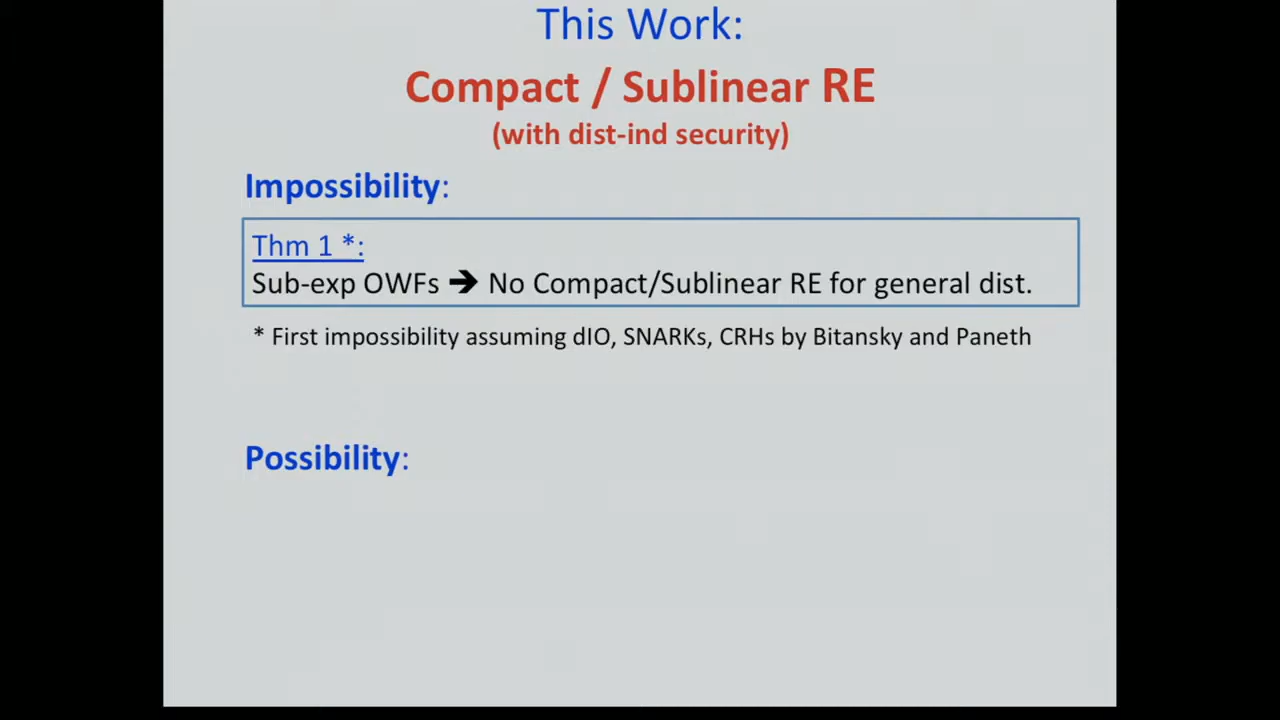 This Work:
Compact / Sublinear RE
(with dist-ind security)
Impossibility:
Thm 1 *:
Sub-exp OWFs ➔ No Compact/Sublinear RE for general dist.
* First impossibility assuming dIO, SNARKs, CRHs by Bitansky and Paneth
Possibility: